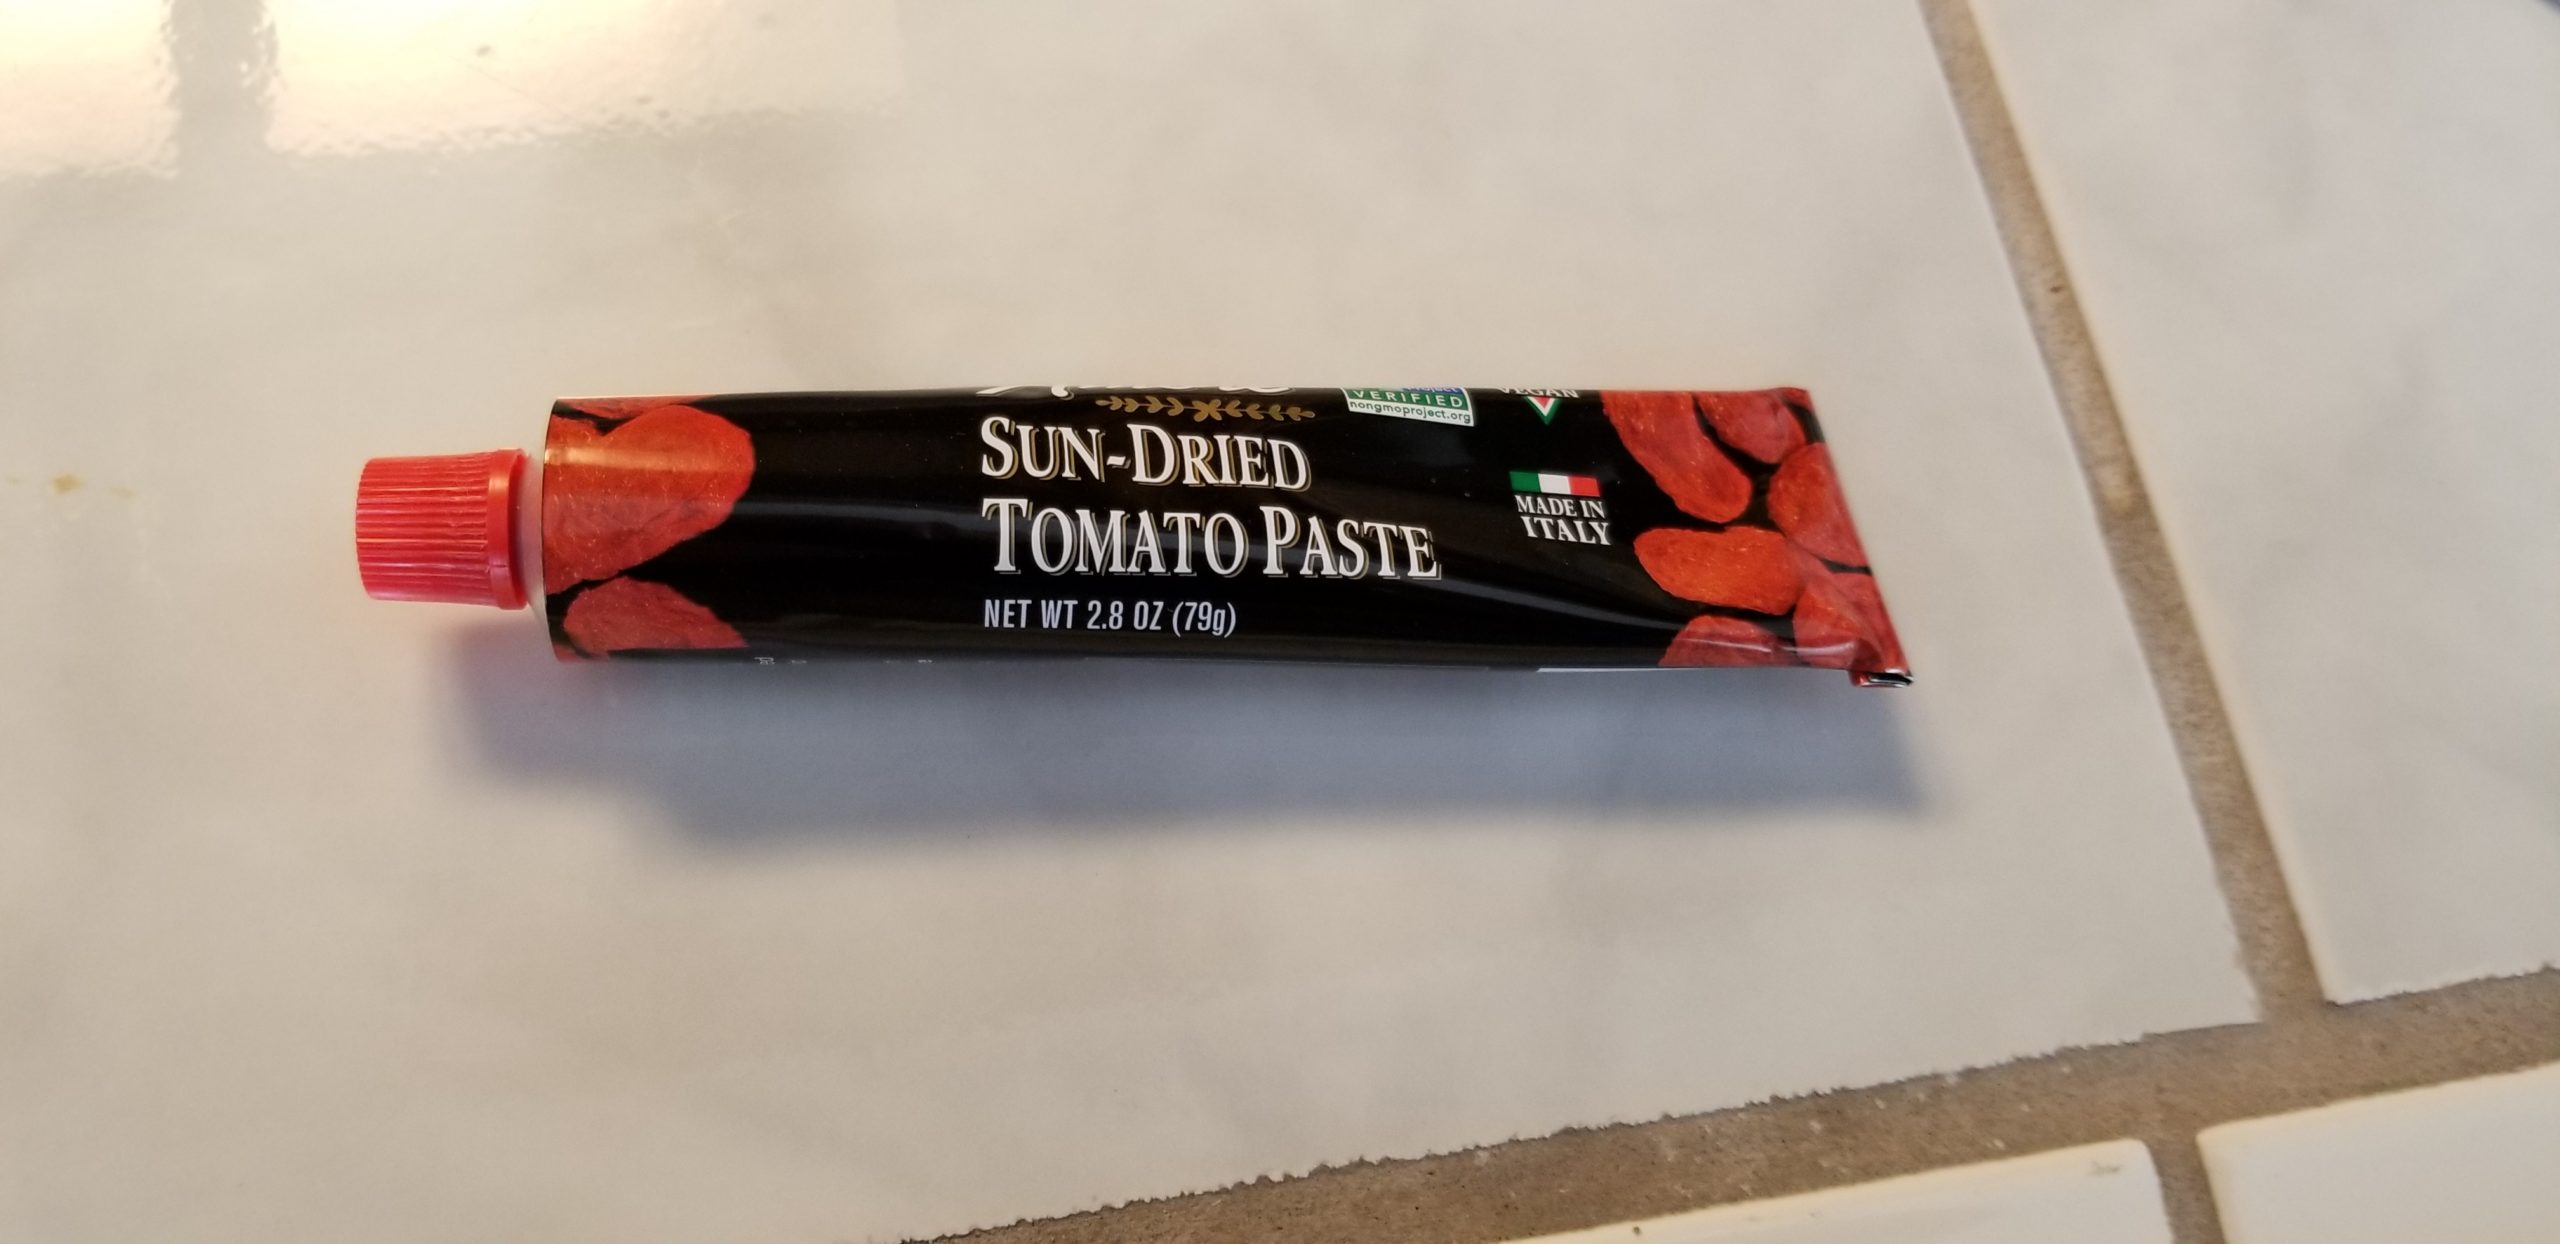 VERIFIED
nongmoproject.org
VEGAN
SUN-DRIED
TOMATO PASTE
NET WT 2.8 OZ (79g)
MADE IN
ITALY